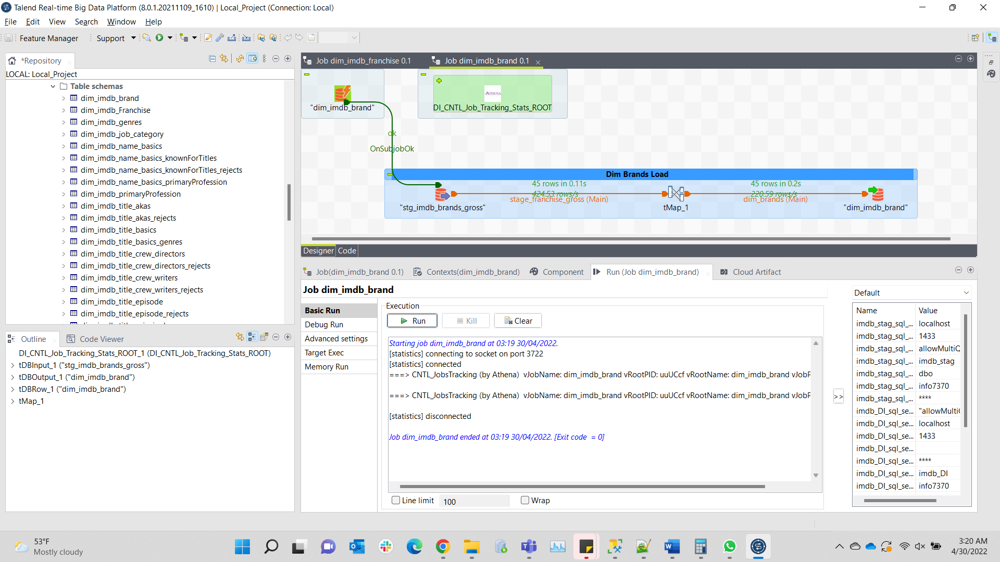 Talend Real-time Big Data Platform (8.0.1.20211109_1610) | Local_Project (Connection: Local)
File Edit View Search Window Help
Feature Manager Support
*Repository
LOCAL: Local_Project
Table schemas
dim_imdb_brand
dim_imdb_Franchise
dim_imdb_genres
dim_imdb_job_category
dim_imdb_name_basics
dim_imdb_name_basics_knownForTitles
dim_imdb_name_basics_knownForTitles_rejects
dim_imdb_name_basics_primaryProfession
dim_imdb_primaryProfession
dim_imdb_title_akas
dim_imdb_title_akas_rejects
dim_imdb_title_basics
dim_imdb_title_basics_genres
dim_imdb_title_crew_directors
dim_imdb_title_crew_directors_rejects
dim_imdb_title_crew_writers
dim_imdb_title_crew_writers_rejects
dim_imdb_title_episode
dim_imdb_title_episode_rejects
Outline Code Viewer
DI_CNTL_Job_Tracking_Stats_ROOT_1 (DI_CNTL_Job_Tracking_Stats_ROOT)
tDBInput_1 ("stg_imdb_brands_gross")
tDBOutput_1 ("dim_imdb_brand")
tDBRow_1 ("dim_imdb_brand")
tMap_1
Job dim_imdb_franchise 0.1 Job dim_imdb_brand 0.1
ATHENA
"dim_imdb_brand" DI_CNTL_Job_Tracking_Stats_ROOT
ok
OnSubjobOk
Dim Brands Load
45 rows in 0.11s 45 rows in 0.2s
424.53 rows/s 220.59 rows/s
stage_franchise_gross (Main) dim_brands (Main)
"stg_imdb_brands_gross" tMap_1 "dim_imdb_brand"
Designer Code
Job(dim_imdb_brand 0.1) Contexts(dim_imdb_brand) Component Run (Job dim_imdb_brand) Cloud Artifact
Job dim_imdb_brand
Basic Run
Debug Run
Advanced settings
Target Exec
Memory Run
Execution
Run Kill Clear
Starting job dim_imdb_brand at 03:19 30/04/2022.
[statistics] connecting to socket on port 3722
[statistics] connected
===> CNTL_JobsTracking (by Athena) vJobName: dim_imdb_brand vRootPID: uuUCcf vRootName: dim_imdb_brand vJobP
===> CNTL_JobsTracking (by Athena) vJobName: dim_imdb_brand vRootPID: uuUCcf vRootName: dim_imdb_brand vJobP
[statistics] disconnected
Job dim_imdb_brand ended at 03:19 30/04/2022. [Exit code = 0]
Line limit 100 Wrap
>>
Default
Name Value
imdb_stag_sql_... localhost
imdb_stag_sql_... 1433
imdb_stag_sql_... allowMultiQ
imdb_stag_sql_... imdb_stag
imdb_stag_sql_... dbo
imdb_stag_sql_... info7370
imdb_stag_sql_... ****
imdb_DI_sql_se... "allowMulti
imdb_DI_sql_se... localhost
imdb_DI_sql_se... 1433
imdb_DI_sql_se...
imdb_DI_sql_se... ****
imdb_DI_sql_se... imdb_DI
imdb_DI_sql_se... info7370
53°F
Mostly cloudy
3:20 AM
4/30/2022